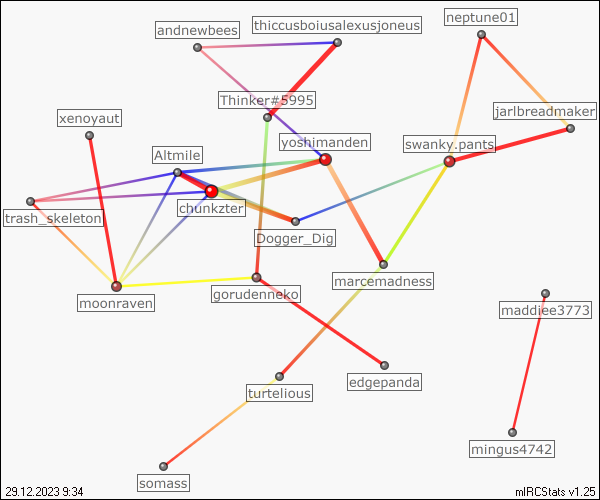 neptune01
thiccusboiusalexusjoneus
andnewbees
Thinker#5995
jarlbreadmaker
xenoyaut
yoshimanden
swanky.pants
Altmile
chunkzter
trash_skeleton
Dogger_Dig
marcemadness
gorudenneko
moonraven
maddiee3773
edgepanda
turtelious
mingus4742
somass
29.12.2023 9:34
mIRCStats v1.25